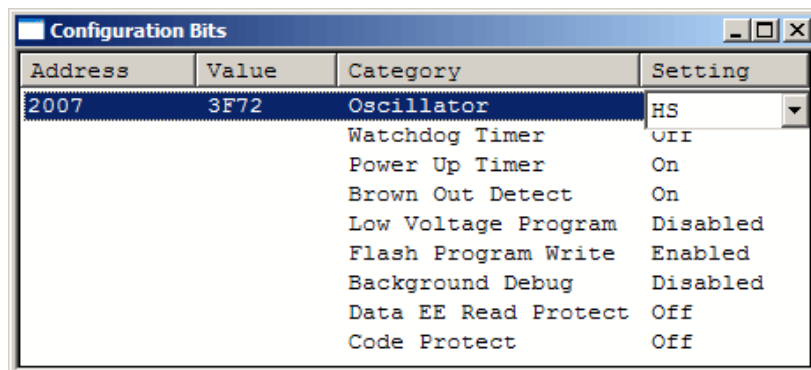 Configuration Bits
Address Value Category Setting
2007 3F72 Oscillator HS
Watchdog Timer Off
Power Up Timer On
Brown Out Detect On
Low Voltage Program Disabled
Flash Program Write Enabled
Background Debug Disabled
Data EE Read Protect Off
Code Protect Off